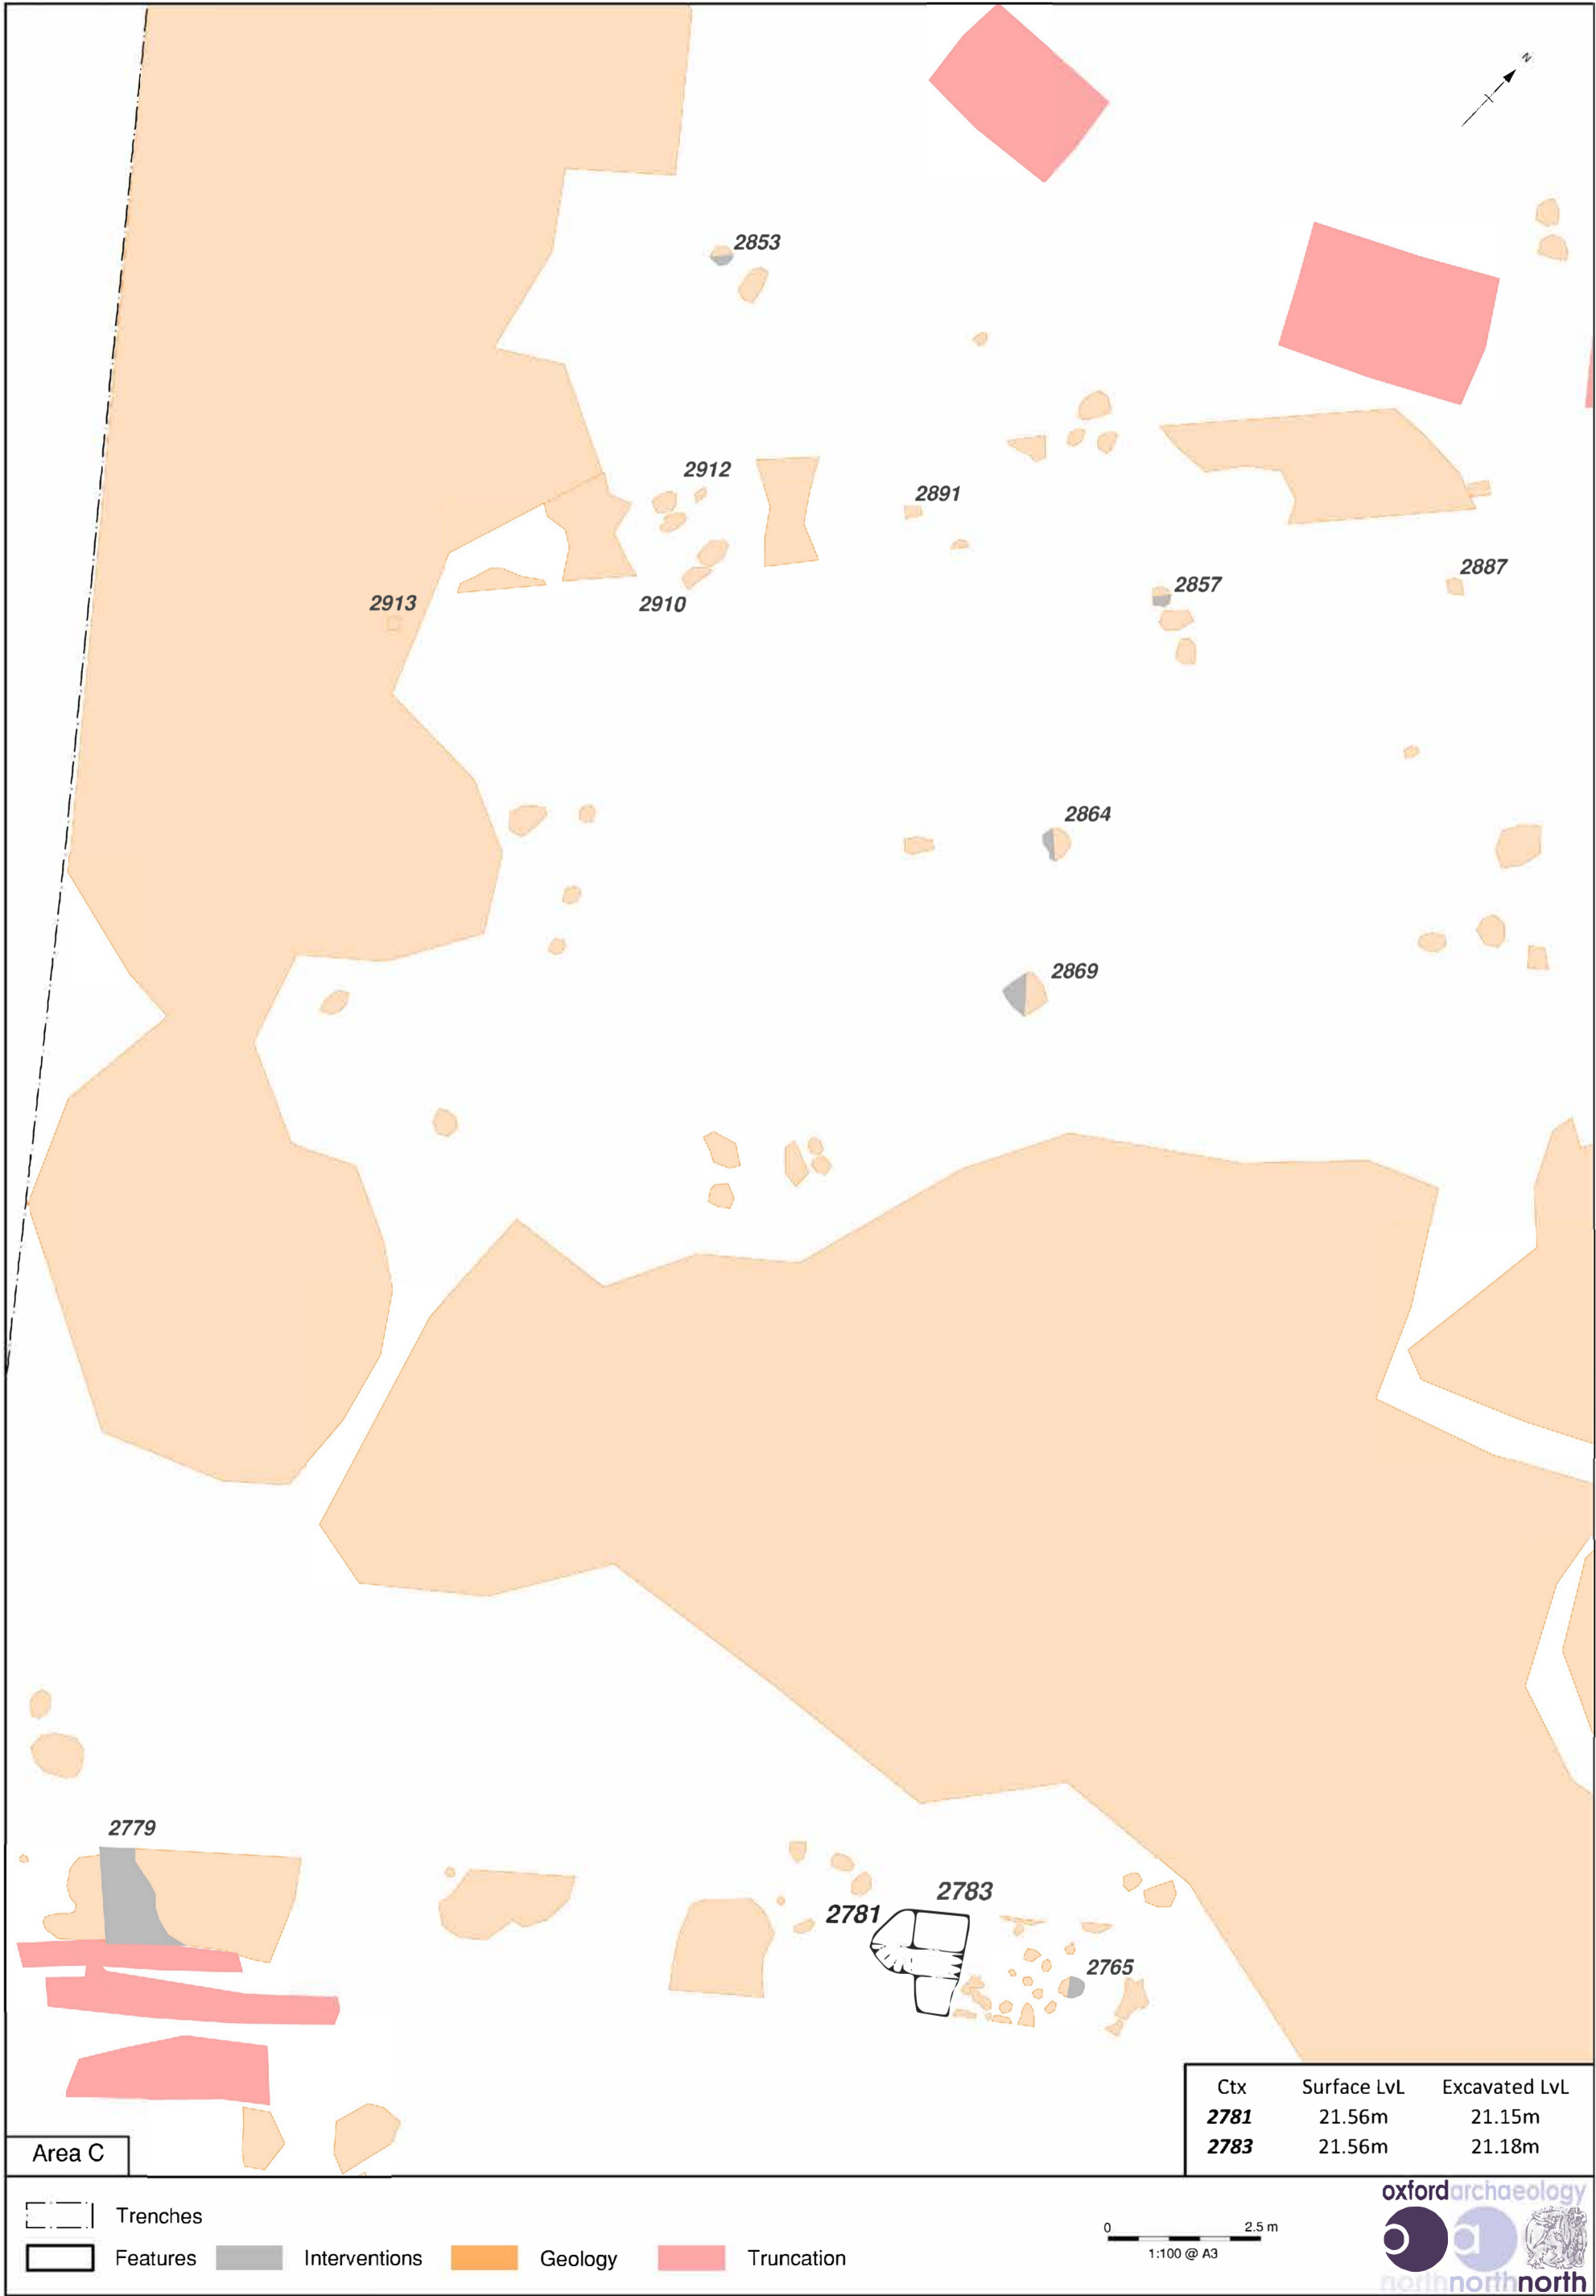 N
2853
2912
2891
2913
2910
2857
2887
2864
2869
2779
2781
2783
2765
Ctx Surface LvL Excavated LvL
2781 21.56m 21.15m
2783 21.56m 21.18m
Area C
Trenches
Features Interventions Geology Truncation
0 2.5 m
1:100 @ A3
oxfordarchaeology
northnorthnorth